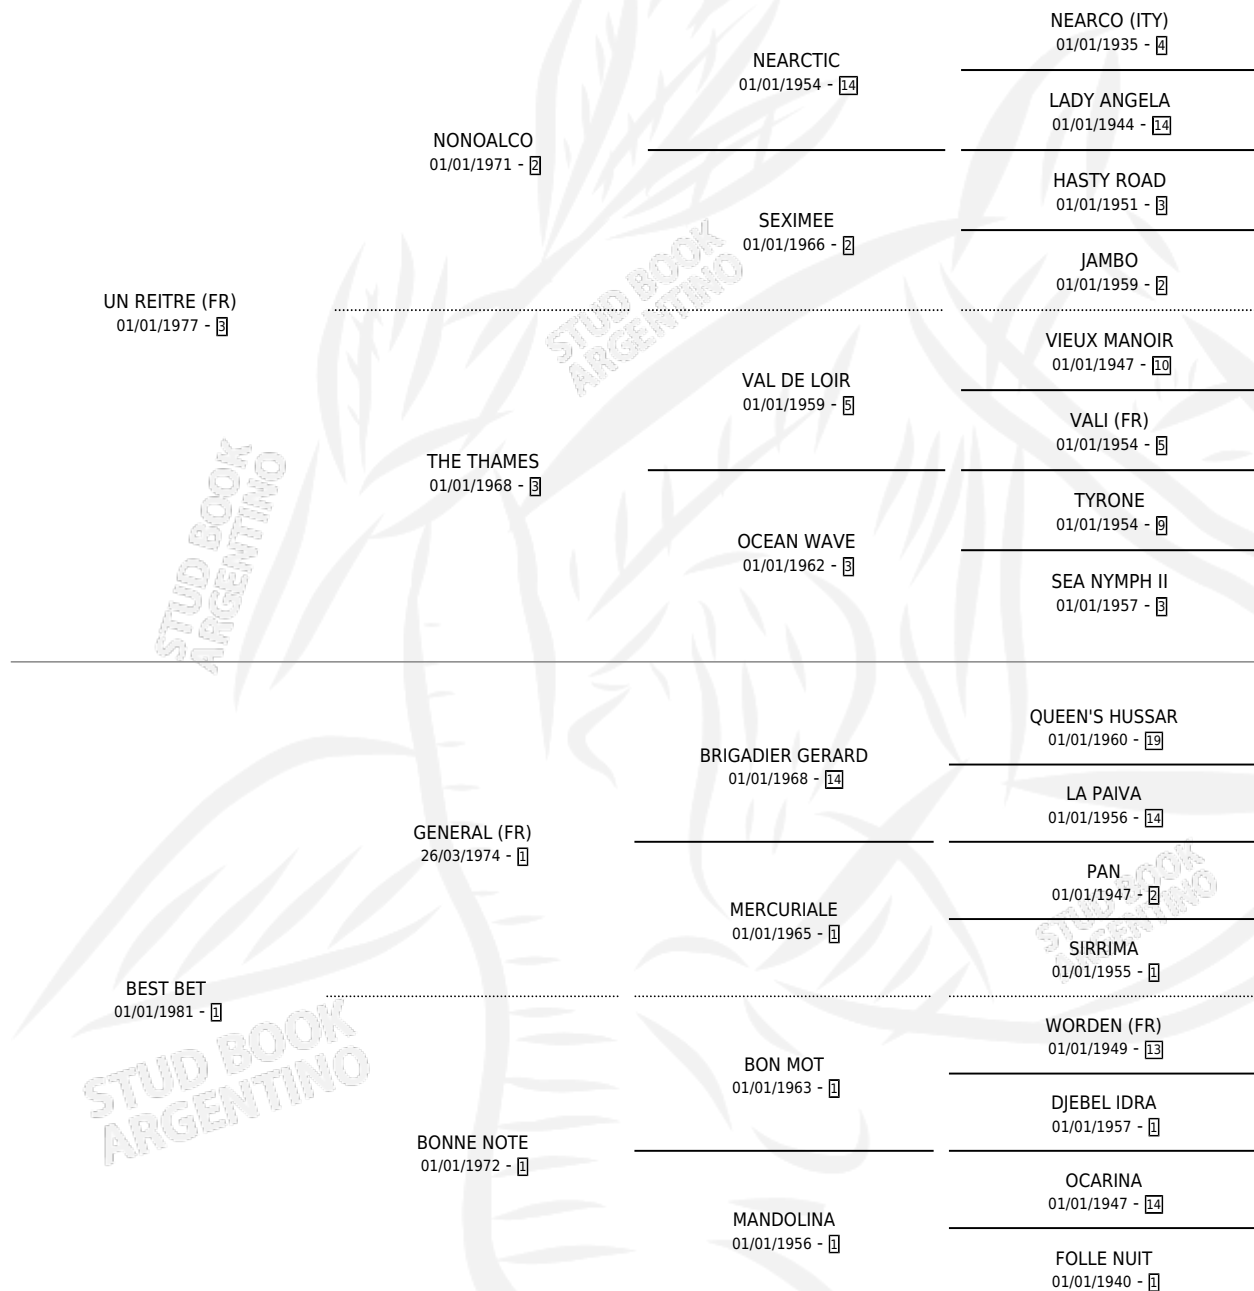 NEARCO (ITY)
01/01/1935 - 4
NEARCTIC
01/01/1954 - 14
LADY ANGELA
01/01/1944 - 14
NONOALCO
01/01/1971 - 2
HASTY ROAD
01/01/1951 - 3
SEXIMEE
01/01/1966 - 2
JAMBO
01/01/1959 - 2
UN REITRE (FR)
01/01/1977 - 3
STUD BOOK
ARGENTINO
VIEUX MANOIR
01/01/1947 - 10
VAL DE LOIR
01/01/1959 - 5
VALI (FR)
01/01/1954 - 5
THE THAMES
01/01/1968 - 3
TYRONE
01/01/1954 - 9
OCEAN WAVE
01/01/1962 - 3
SEA NYMPH II
01/01/1957 - 3
STUD BOOK
ARGENTINO
QUEEN'S HUSSAR
01/01/1960 - 19
BRIGADIER GERARD
01/01/1968 - 14
LA PAIVA
01/01/1956 - 14
GENERAL (FR)
26/03/1974 - 1
PAN
01/01/1947 - 2
MERCURIALE
01/01/1965 - 1
SIRRIMA
01/01/1955 - 1
STUD BOOK
ARGENTINO
BEST BET
01/01/1981 - 1
WORDEN (FR)
01/01/1949 - 13
BON MOT
01/01/1963 - 1
DJEBEL IDRA
01/01/1957 - 1
STUD BOOK
ARGENTINO
BONNE NOTE
01/01/1972 - 1
OCARINA
01/01/1947 - 14
MANDOLINA
01/01/1956 - 1
FOLLE NUIT
01/01/1940 - 1